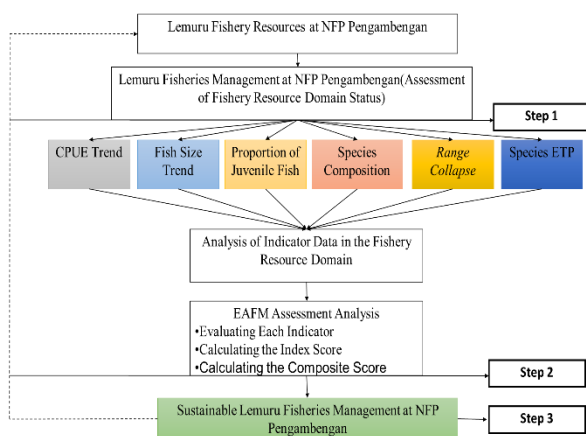 Lemuru Fishery Resources at NFP Pengambengan
Lemuru Fisheries Management at NFP Pengambengan(Assessment
of Fishery Resource Domain Status)
Step 1
CPUE Trend
Fish Size
Trend
Proportion of
Juvenile Fish
Species
Composition
Range
Collapse
Species ETP
Analysis of Indicator Data in the Fishery
Resource Domain
EAFM Assessment Analysis
•Evaluating Each Indicator
•Calculating the Index Score
•Calculating the Composite Score
Step 2
Sustainable Lemuru Fisheries Management at NFP
Pengambengan
Step 3